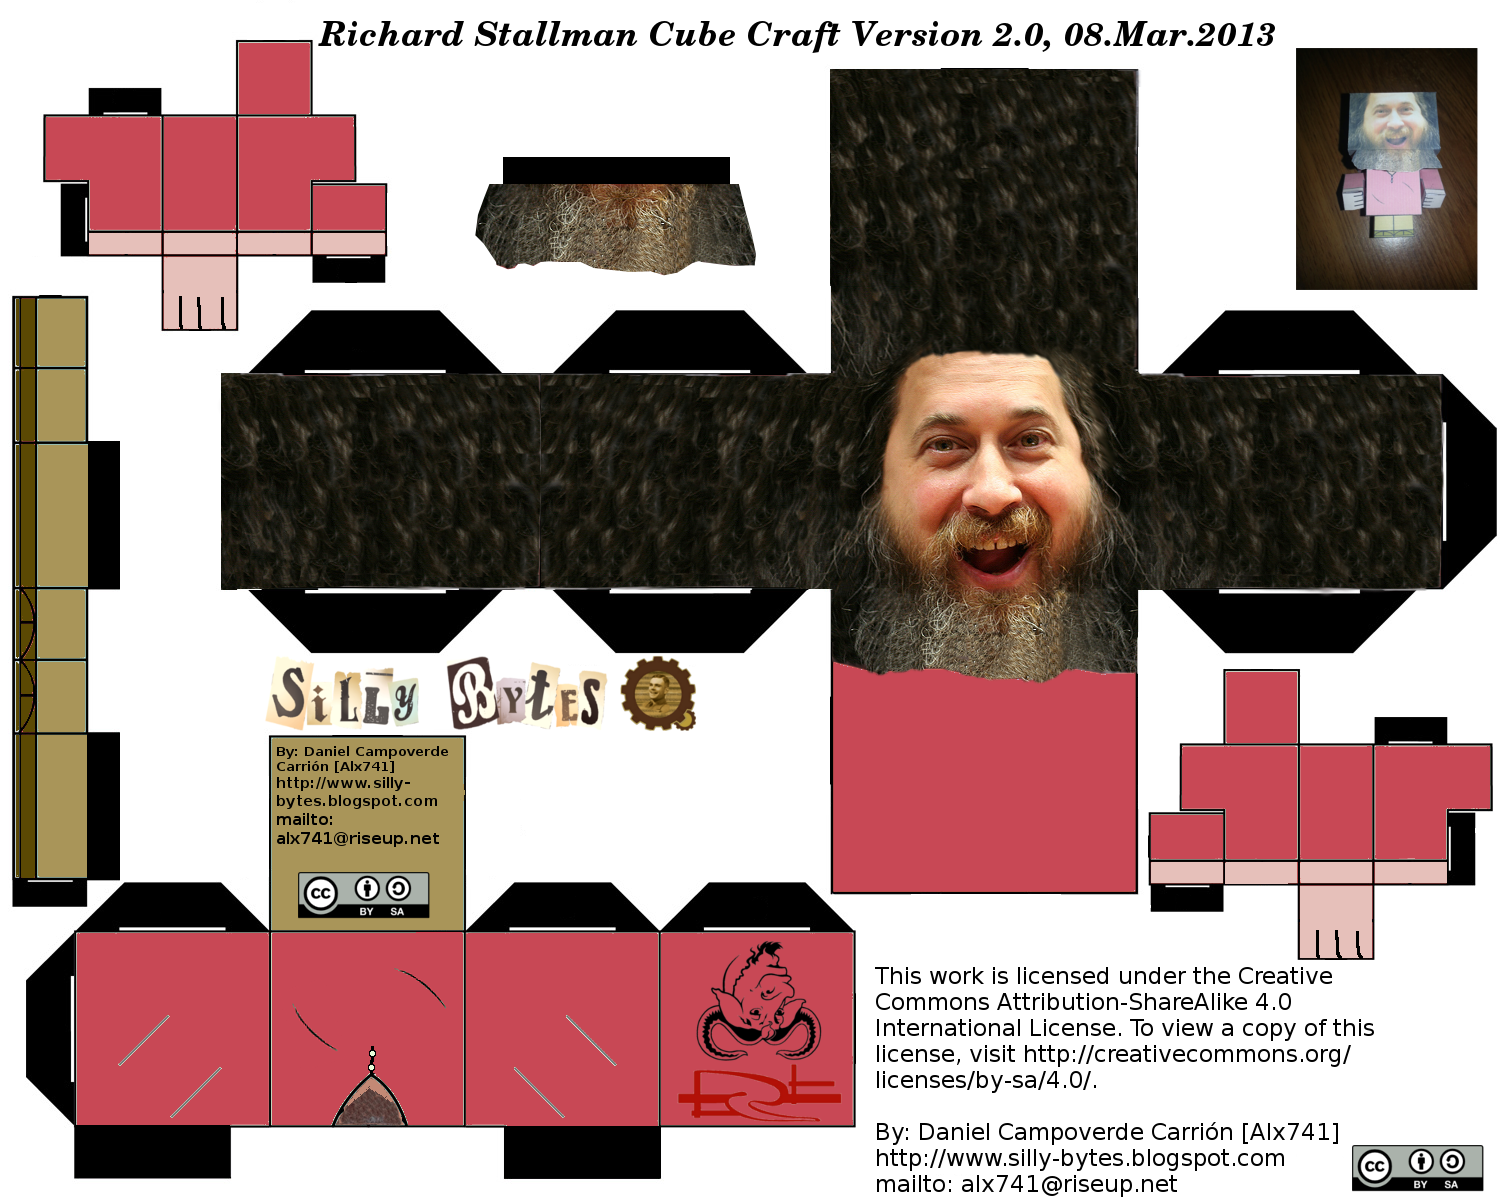 Richard Stallman Cube Craft Version 2.0, 08.Mar.2013
Silly Bytes
By: Daniel Campoverde
Carrión [Alx741]
http://www.silly-
bytes.blogspot.com
mailto:
alx741@riseup.net
cc
BY SA
This work is licensed under the Creative
Commons Attribution-ShareAlike 4.0
International License. To view a copy of this
license, visit http://creativecommons.org/
licenses/by-sa/4.0/.
By: Daniel Campoverde Carrión [Alx741]
http://www.silly-bytes.blogspot.com
mailto: alx741@riseup.net
cc
BY SA